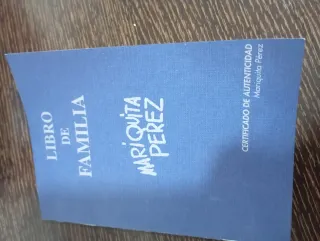 LIBRO
DE
FAMILIA
MARIQUITA
PEREZ
CERTIFICADO DE AUTENTICIDAD
Mariquita Pérez